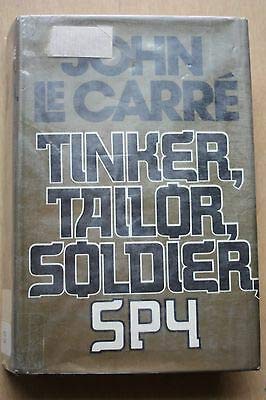 JOHN
LE CARRÉ
TINKER,
TAILOR,
SOLDIER,
SPY